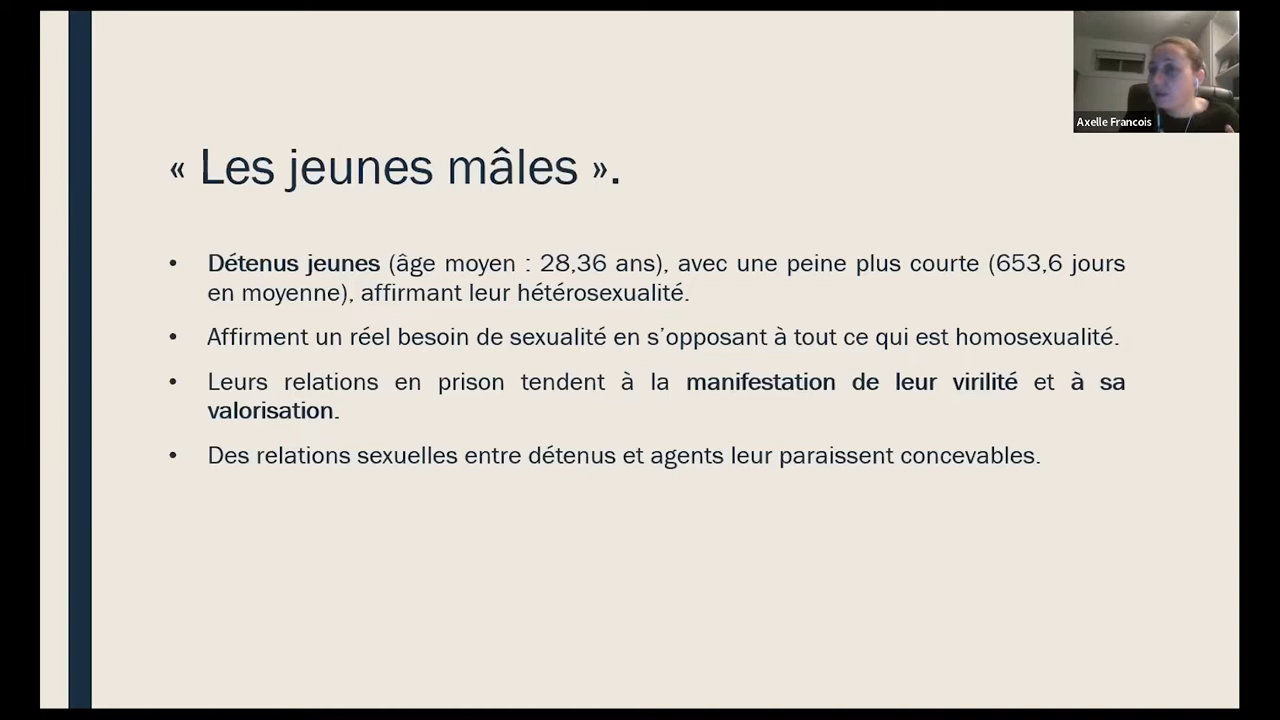 Axelle Francois
« Les jeunes mâles ».
• Détenus jeunes (âge moyen : 28,36 ans), avec une peine plus courte (653,6 jours
en moyenne), affirmant leur hétérosexualité.
• Affirment un réel besoin de sexualité en s’opposant à tout ce qui est homosexualité.
• Leurs relations en prison tendent à la manifestation de leur virilité et à sa
valorisation.
• Des relations sexuelles entre détenus et agents leur paraissent concevables.